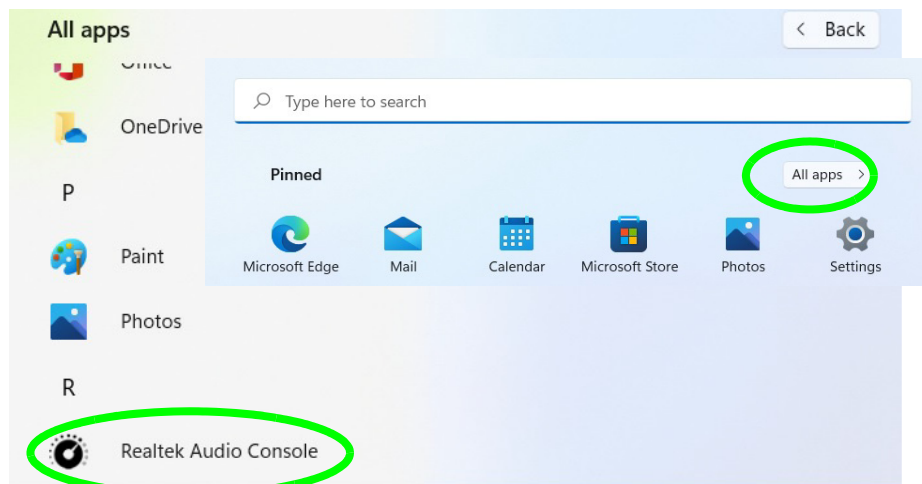 All apps
Back
Office
OneDrive
P
Paint
Photos
R
Realtek Audio Console
Type here to search
Pinned
All apps
Microsoft Edge
Mail
Calendar
Microsoft Store
Photos
Settings